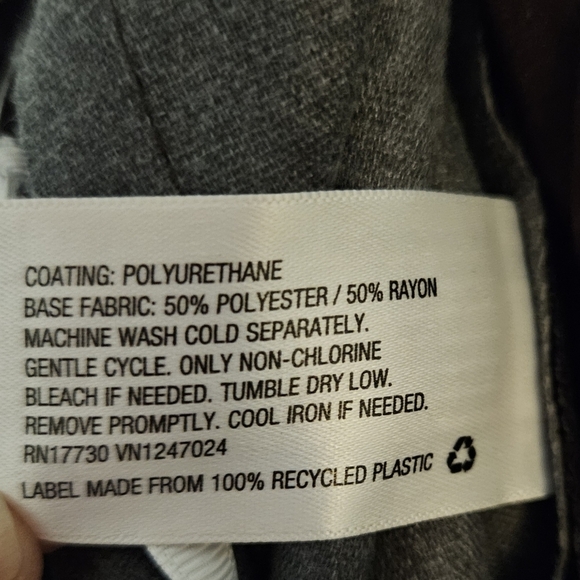 COATING: POLYURETHANE
BASE FABRIC: 50% POLYESTER / 50% RAYON
MACHINE WASH COLD SEPARATELY.
GENTLE CYCLE. ONLY NON-CHLORINE
BLEACH IF NEEDED. TUMBLE DRY LOW.
REMOVE PROMPTLY. COOL IRON IF NEEDED.
RN17730 VN1247024
LABEL MADE FROM 100% RECYCLED PLASTIC